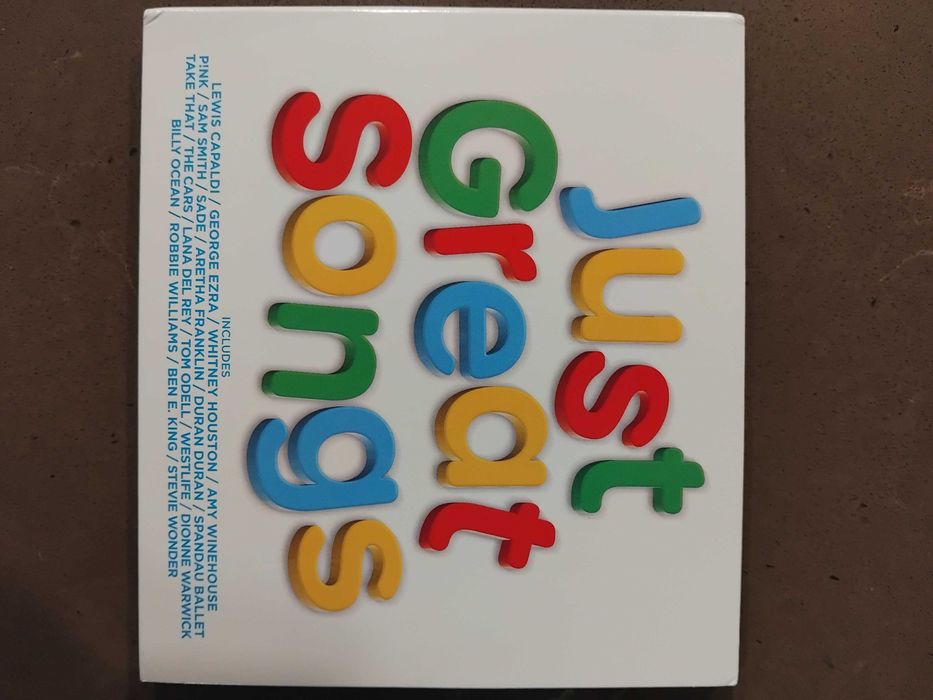 Just
Great
Songs
INCLUDES
LEWIS CAPALDI / GEORGE EZRA / WHITNEY HOUSTON / AMY WINEHOUSE
P!NK / SAM SMITH / SADE / ARETHA FRANKLIN / DURAN DURAN / SPANDAU BALLET
TAKE THAT / THE CARS / LANA DEL REY / TOM ODELL / WESTLIFE / DIONNE WARWICK
BILLY OCEAN / ROBBIE WILLIAMS / BEN E. KING / STEVIE WONDER